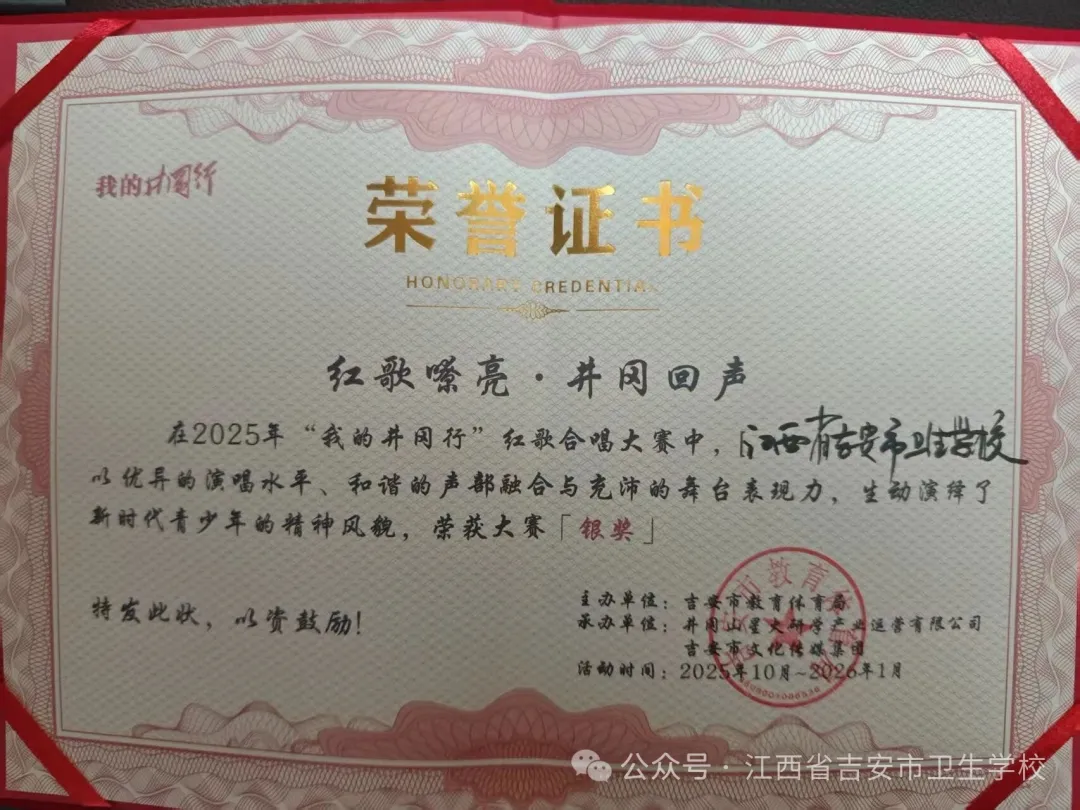 我的井冈行
荣誉证书
HONORARY CREDENTIAL
红歌嘹亮·井冈回声
在2025年“我的井冈行”红歌合唱大赛中，江西省吉安市卫生学校
以优异的演唱水平、和谐的声部融合与充沛的舞台表现力，生动演绎了
新时代青少年的精神风貌，荣获大赛「银奖」
特发此状，以资鼓励！
主办单位：吉安市教育体育局
承办单位：井冈山星火研学产业运营有限公司
吉安市文化传媒集团
活动时间：2025年10月~2026年1月
吉安市教育体育局
公众号·江西省吉安市卫生学校